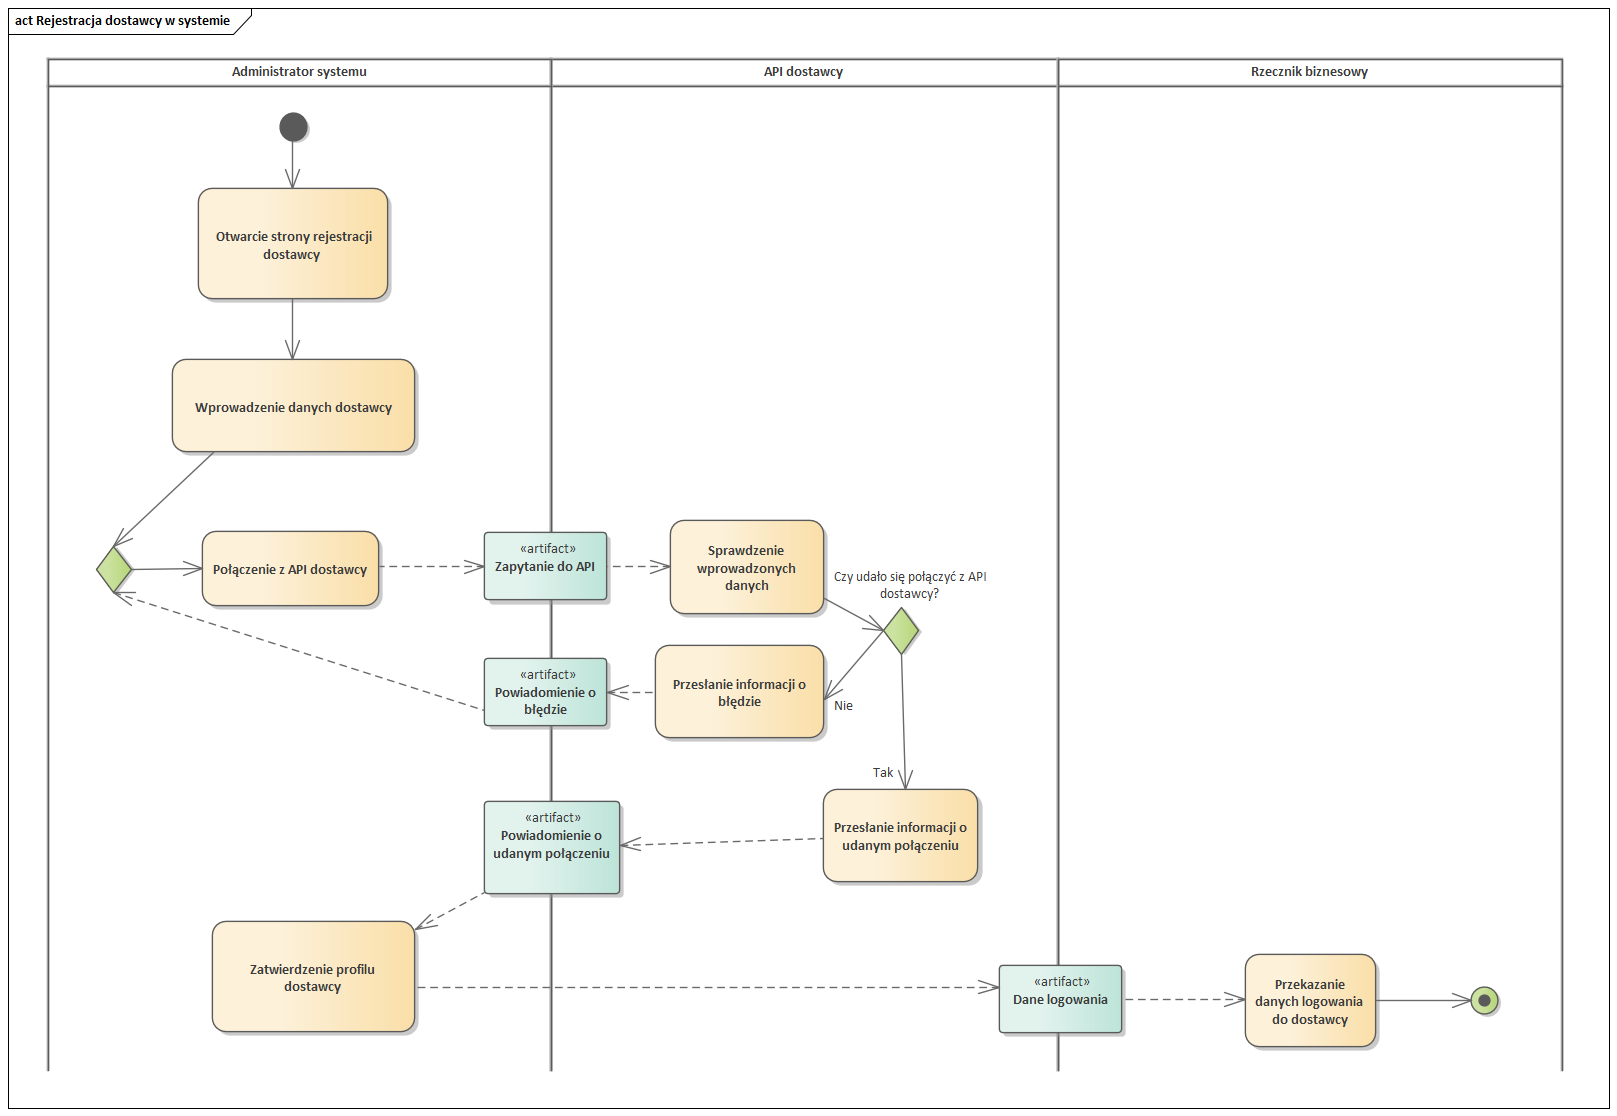 act Rejestracja dostawcy w systemie
Administrator systemu
API dostawcy
Rzecznik biznesowy
Otwarcie strony rejestracji
dostawcy
Wprowadzenie danych dostawcy
Połączenie z API dostawcy
«artifact»
Zapytanie do API
Sprawdzenie
wprowadzonych
danych
Czy udało się połączyć z API
dostawcy?
«artifact»
Powiadomienie o
błędzie
Przesłanie informacji o
błędzie
Nie
Tak
«artifact»
Powiadomienie o
udanym połączeniu
Przesłanie informacji o
udanym połączeniu
Zatwierdzenie profilu
dostawcy
«artifact»
Dane logowania
Przekazanie
danych logowania
do dostawcy